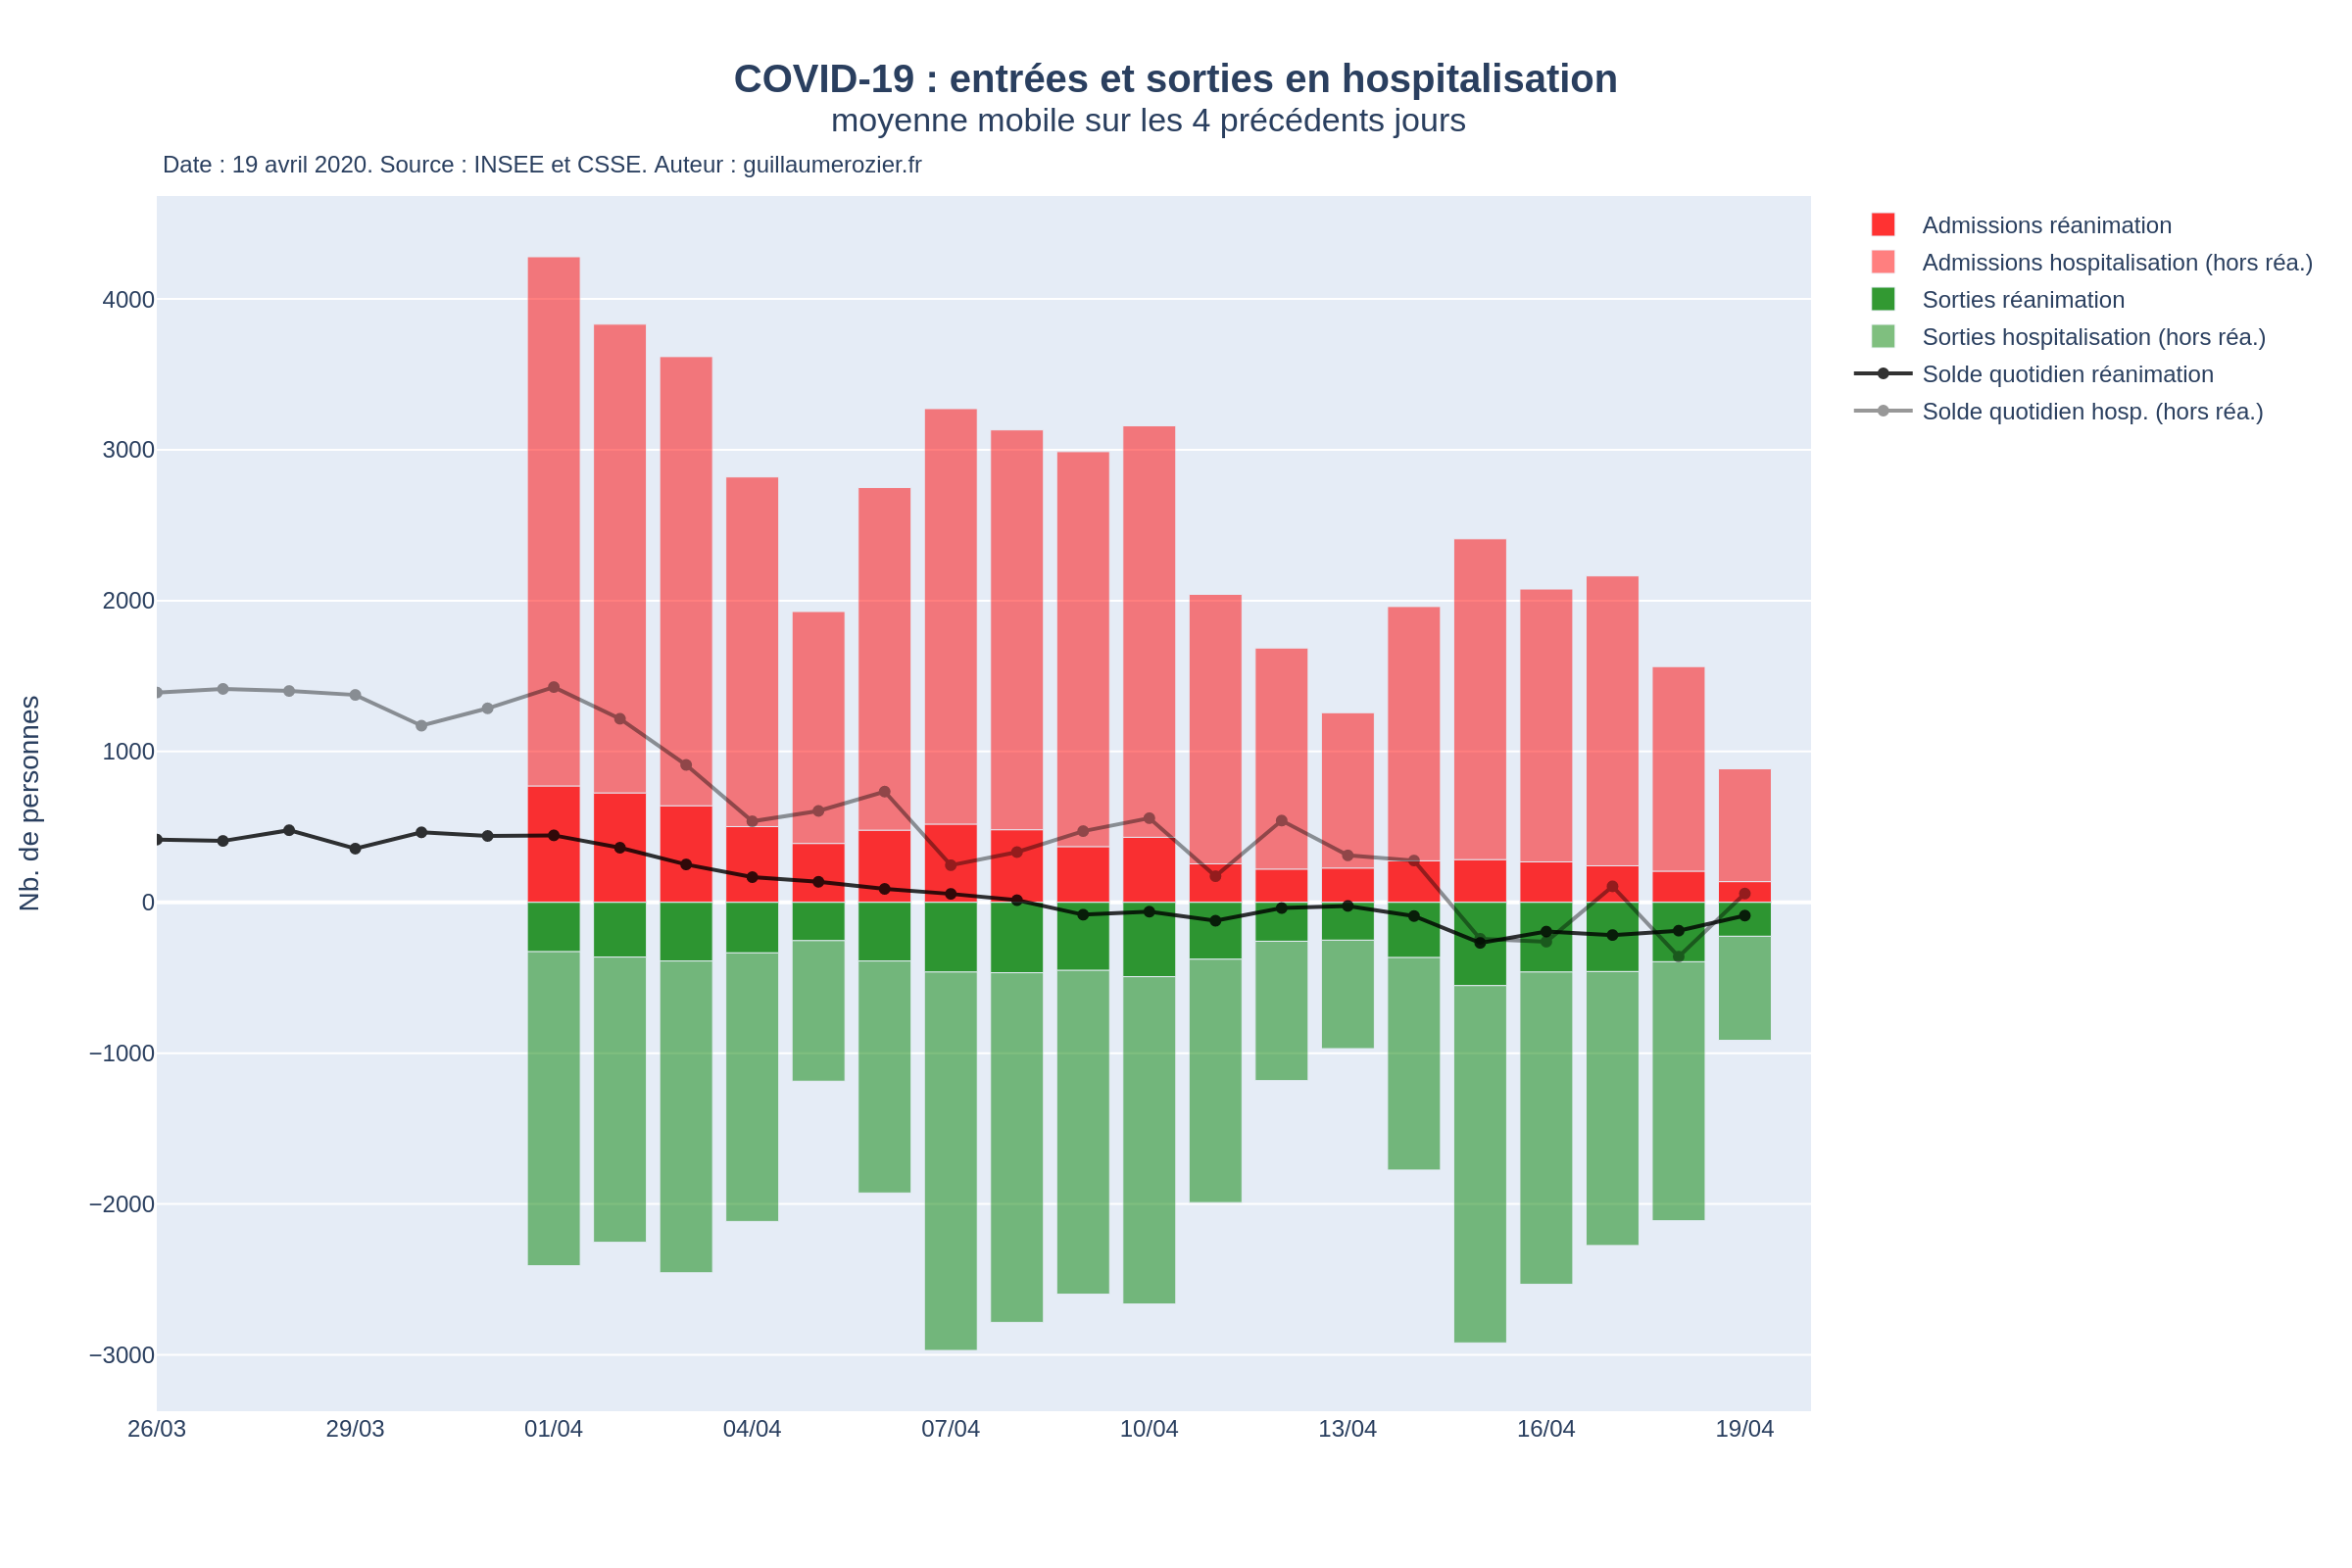 COVID-19 : entrées et sorties en hospitalisation
moyenne mobile sur les 4 précédents jours
Date : 19 avril 2020. Source : INSEE et CSSE. Auteur : guillaumerozier.fr
Admissions réanimation
Admissions hospitalisation (hors réa.)
Sorties réanimation
Sorties hospitalisation (hors réa.)
Solde quotidien réanimation
Solde quotidien hosp. (hors réa.)
Nb. de personnes
4000
3000
2000
1000
0
−1000
−2000
−3000
26/03 29/03 01/04 04/04 07/04 10/04 13/04 16/04 19/04